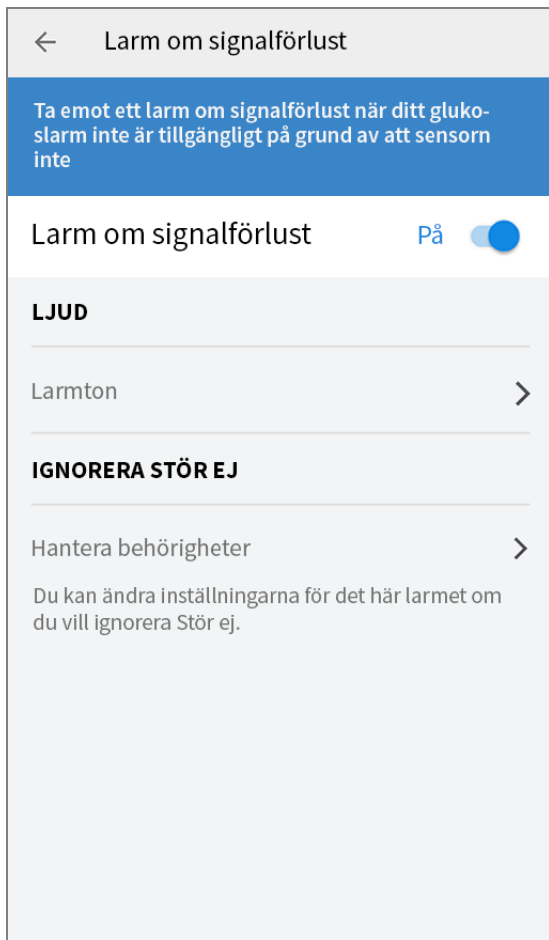 Larm om signalförlust
Ta emot ett larm om signalförlust när ditt gluko-
slarm inte är tillgängligt på grund av att sensorn
inte
Larm om signalförlust På
LJUD
Larmton
IGNORERA STÖR EJ
Hantera behörigheter
Du kan ändra inställningarna för det här larmet om
du vill ignorera Stör ej.